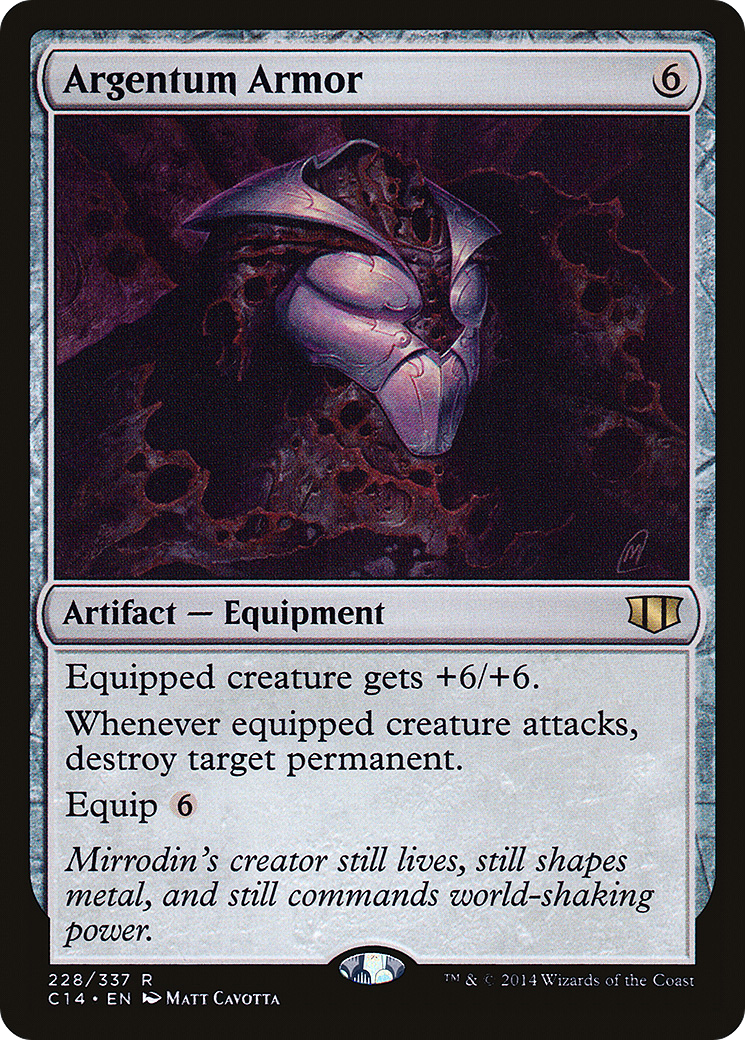 Argentum Armor 6
Artifact — Equipment
Equipped creature gets +6/+6.
Whenever equipped creature attacks,
destroy target permanent.
Equip 6
Mirrodin's creator still lives, still shapes
metal, and still commands world-shaking
power.
228/337 R
™ & © 2014 Wizards of the Coast
C14 • EN Matt Cavotta